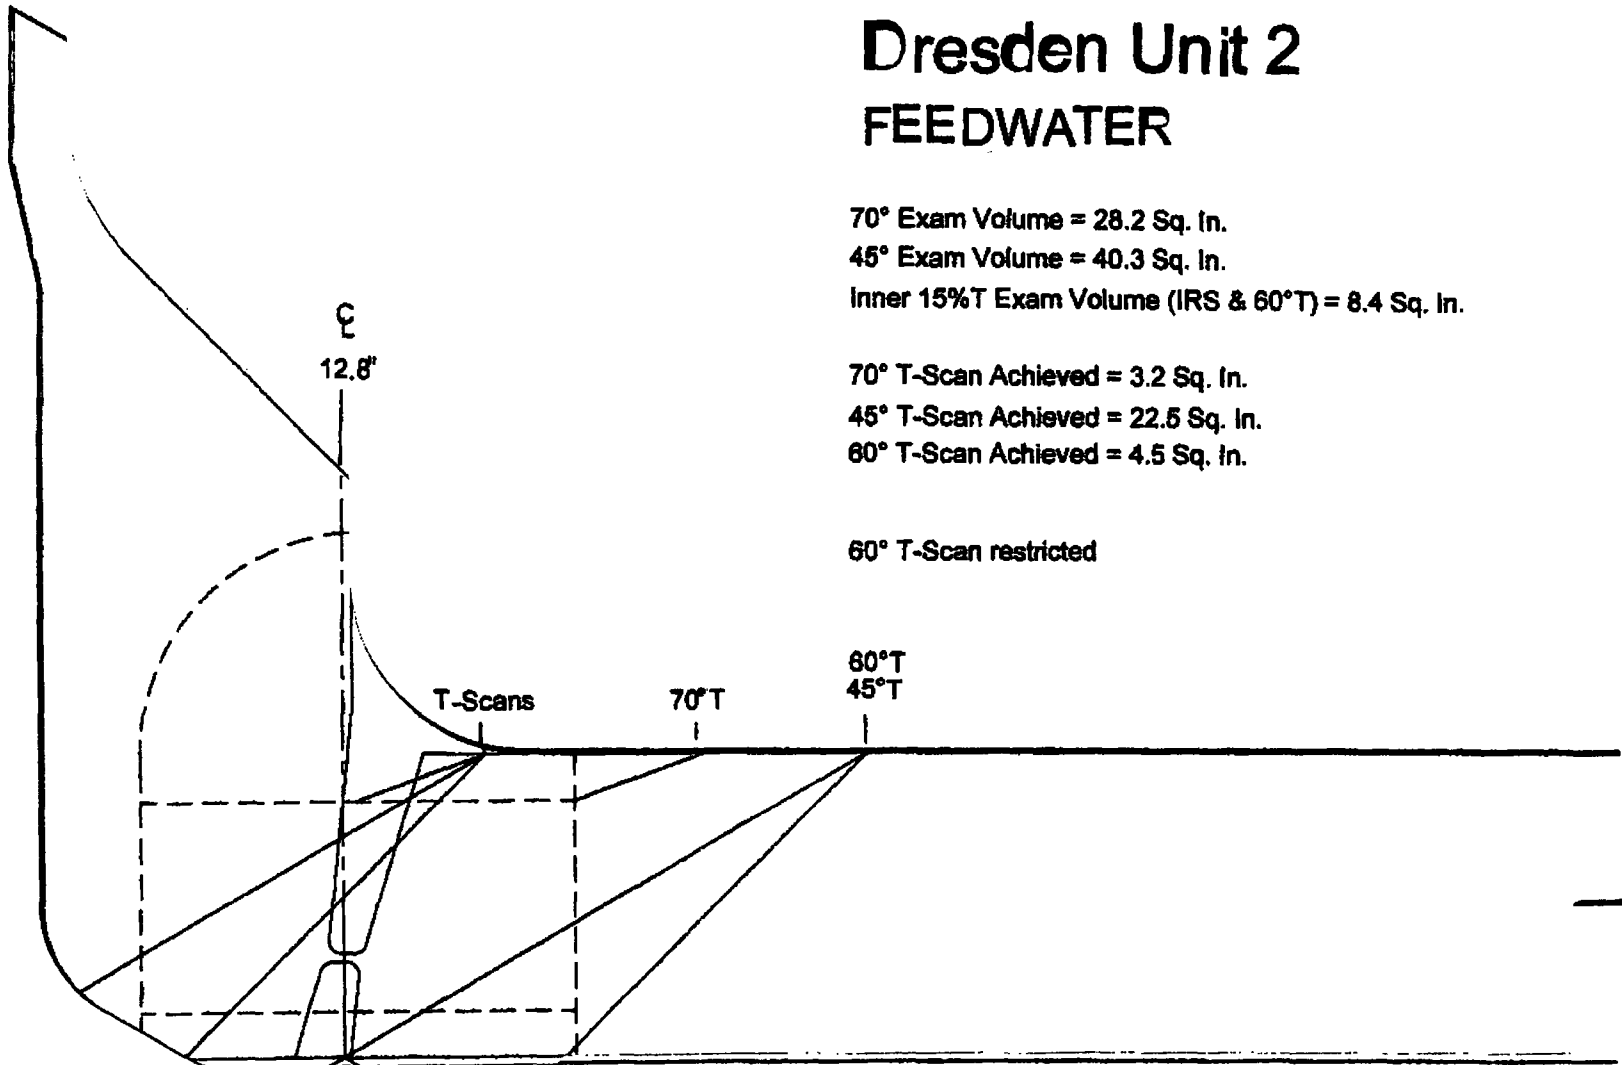 Dresden Unit 2
FEEDWATER
70° Exam Volume = 28.2 Sq. In.
45° Exam Volume = 40.3 Sq. In.
Inner 15%T Exam Volume (IRS & 60°T) = 8.4 Sq. In.
70° T-Scan Achieved = 3.2 Sq. In.
45° T-Scan Achieved = 22.5 Sq. In.
60° T-Scan Achieved = 4.5 Sq. In.
60° T-Scan restricted
℄
12.8"
60°T
45°T
T-Scans
70°T